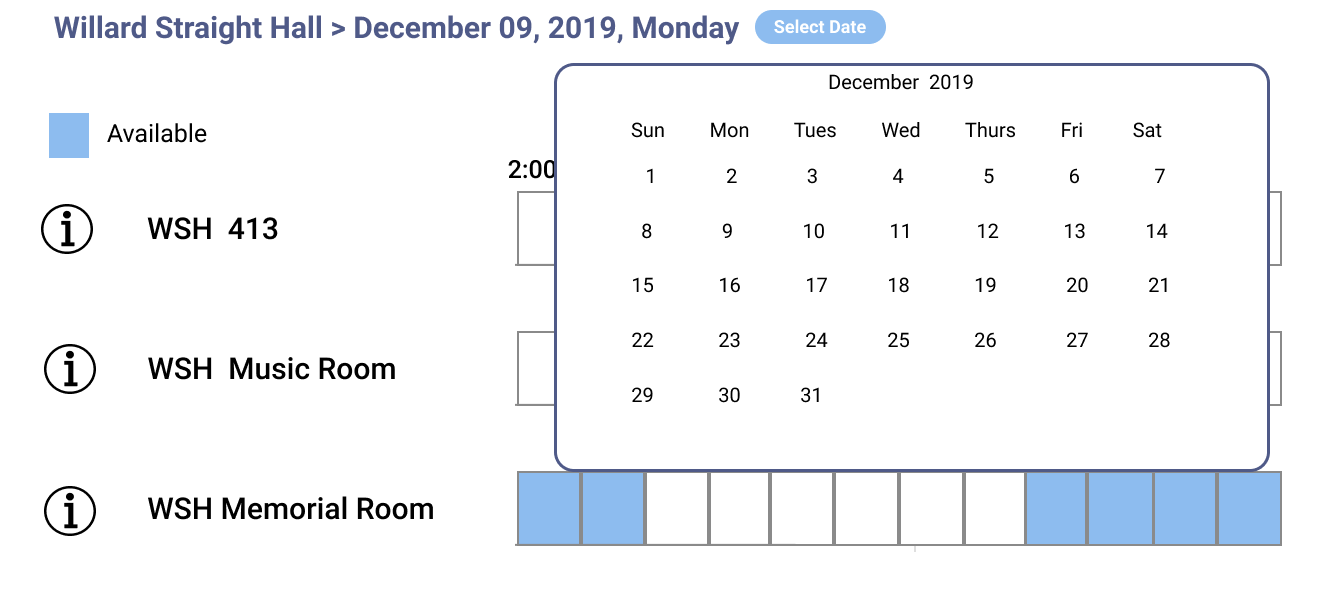 Willard Straight Hall > December 09, 2019, Monday Select Date
December 2019
Available
Sun Mon Tues Wed Thurs Fri Sat
2:00
1 2 3 4 5 6 7
WSH 413
8 9 10 11 12 13 14
15 16 17 18 19 20 21
22 23 24 25 26 27 28
WSH Music Room
29 30 31
WSH Memorial Room